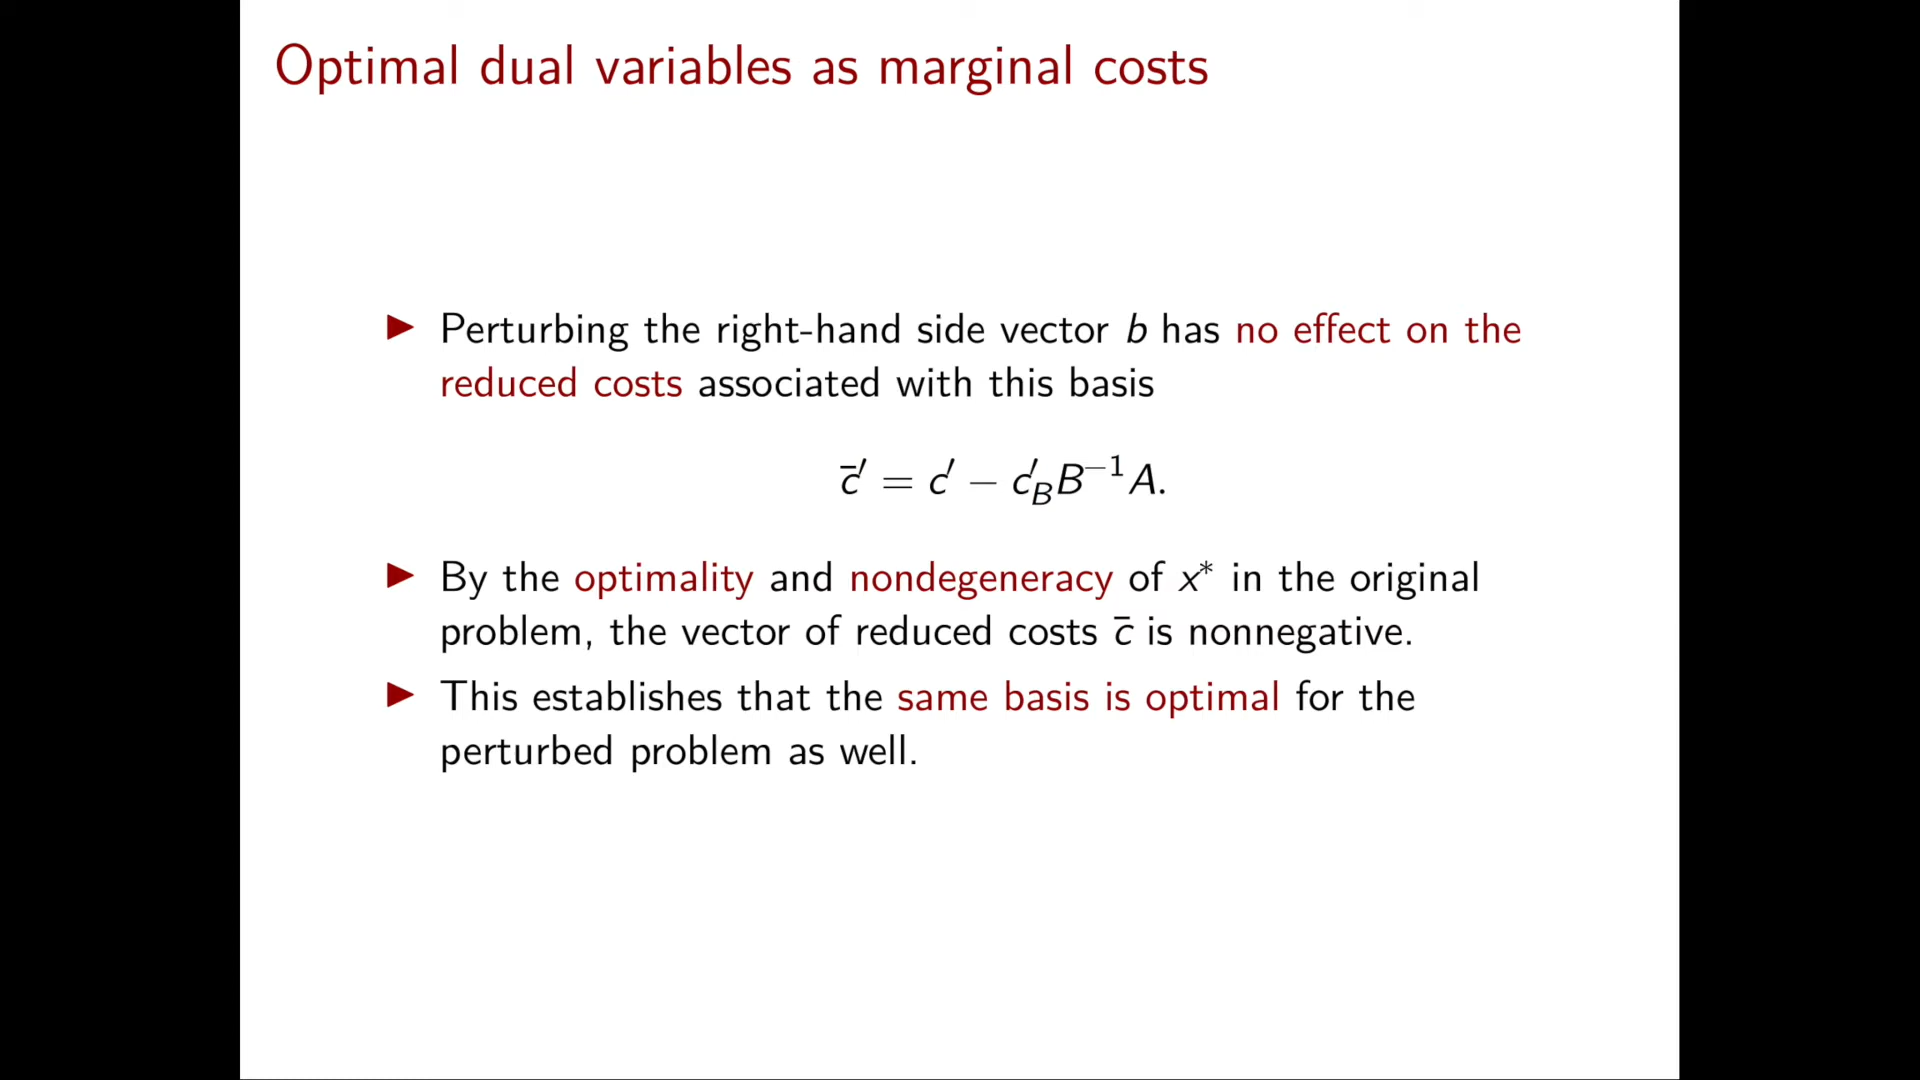 Optimal dual variables as marginal costs
▶ Perturbing the right-hand side vector b has no effect on the
reduced costs associated with this basis
c̄′ = c′ − c′_B B⁻¹A.
▶ By the optimality and nondegeneracy of x* in the original
problem, the vector of reduced costs c̄ is nonnegative.
▶ This establishes that the same basis is optimal for the
perturbed problem as well.